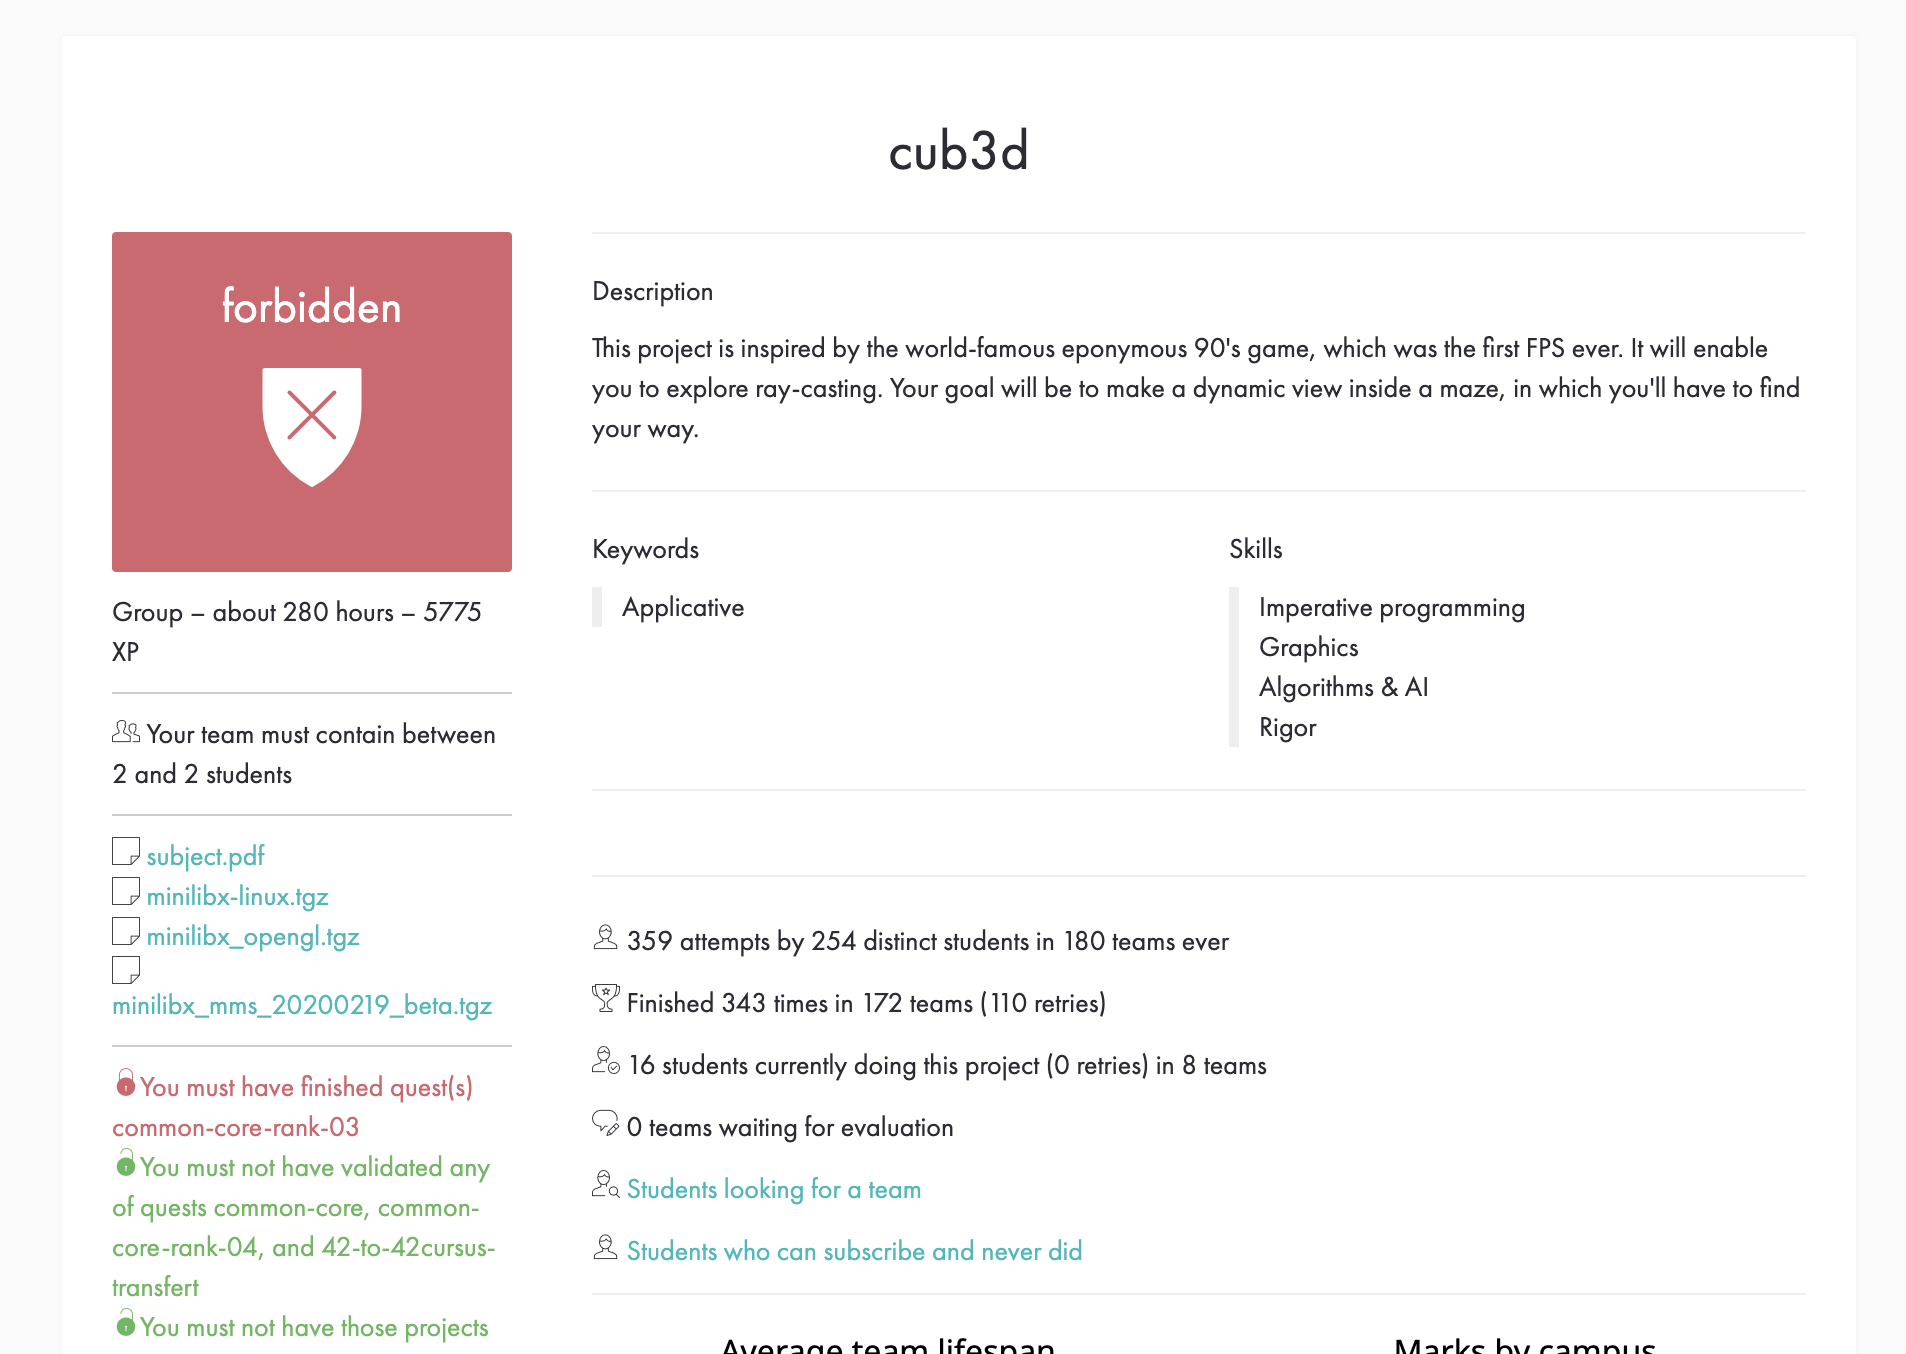 cub3d
forbidden
Group – about 280 hours – 5775
XP
Your team must contain between
2 and 2 students
subject.pdf
minilibx-linux.tgz
minilibx_opengl.tgz
minilibx_mms_20200219_beta.tgz
You must have finished quest(s)
common-core-rank-03
You must not have validated any
of quests common-core, common-
core-rank-04, and 42-to-42cursus-
transfert
You must not have those projects
Description
This project is inspired by the world-famous eponymous 90's game, which was the first FPS ever. It will enable
you to explore ray-casting. Your goal will be to make a dynamic view inside a maze, in which you'll have to find
your way.
Keywords
Applicative
Skills
Imperative programming
Graphics
Algorithms & AI
Rigor
359 attempts by 254 distinct students in 180 teams ever
Finished 343 times in 172 teams (110 retries)
16 students currently doing this project (0 retries) in 8 teams
0 teams waiting for evaluation
Students looking for a team
Students who can subscribe and never did
Average team lifespan
Marks by campus